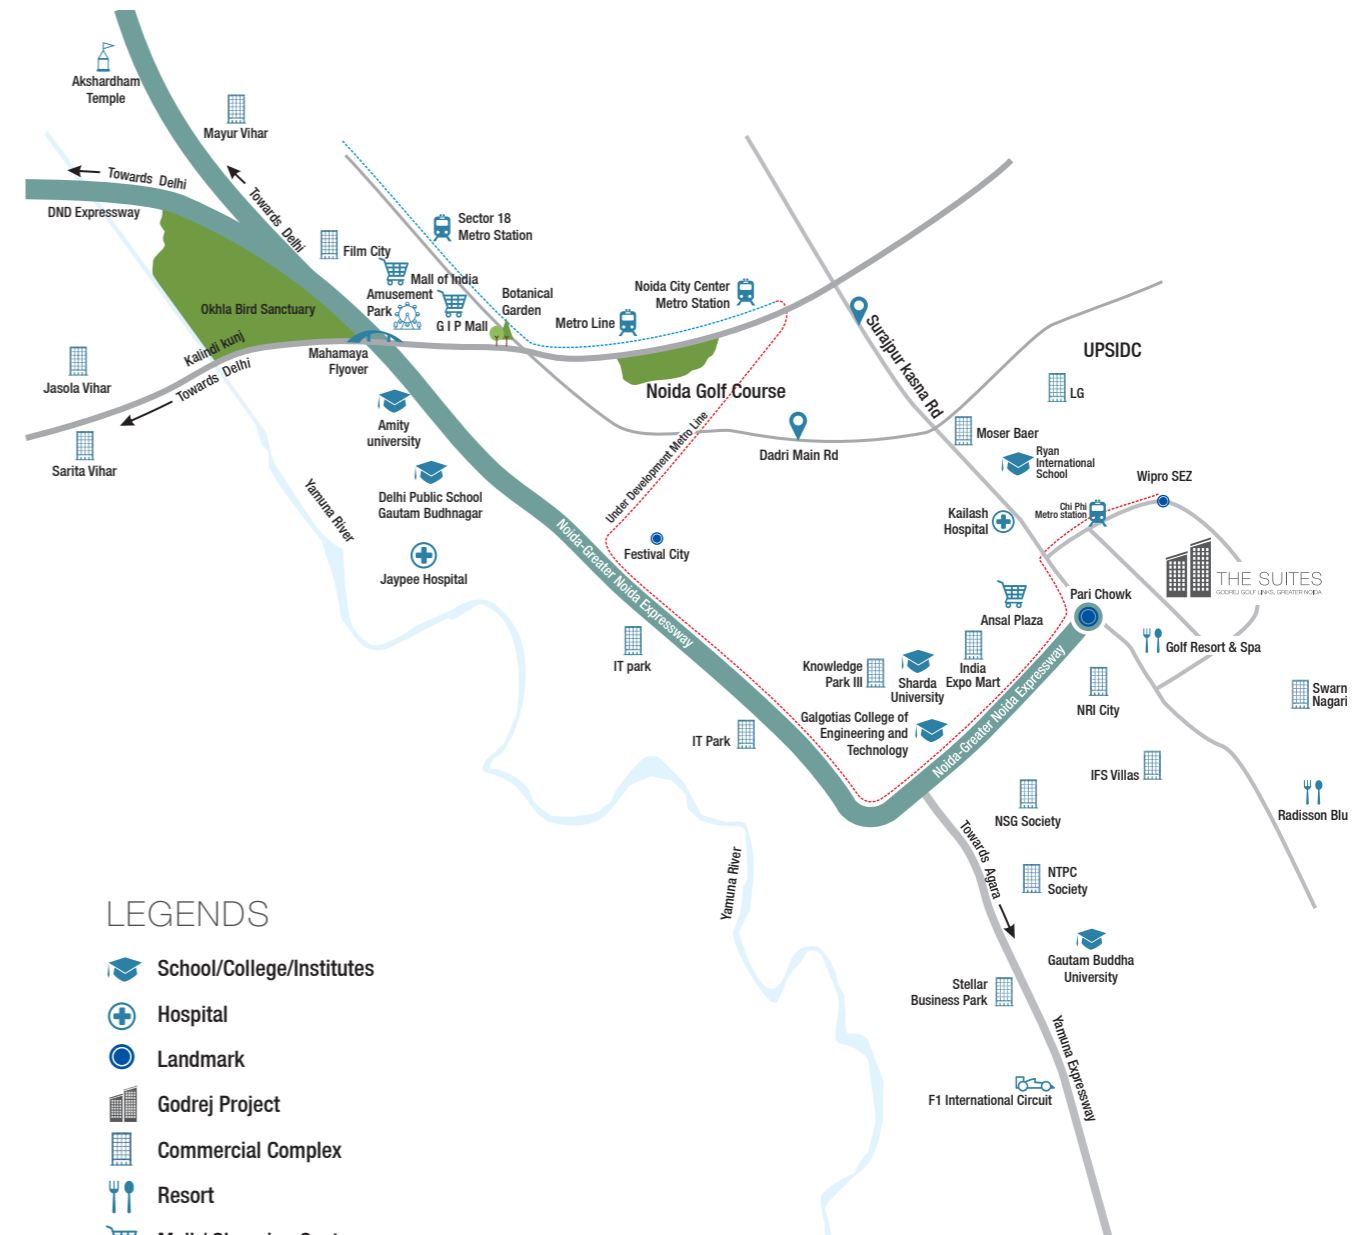 Akshardham
Temple
Mayur Vihar
Towards Delhi
DND Expressway
Towards Delhi
Sector 18
Metro Station
Film City
Mall of India
Amusement
Park
G I P Mall
Botanical
Garden
Noida City Center
Metro Station
Metro Line
Okhla Bird Sanctuary
Kalindi kunj
Towards Delhi
Mahamaya
Flyover
Jasola Vihar
Sarita Vihar
Surajpur kasna Rd
UPSIDC
LG
Noida Golf Course
Under Development Metro Line
Dadri Main Rd
Moser Baer
Ryan
International
School
Wipro SEZ
Chi Phi
Metro station
Kailash
Hospital
Amity
university
Delhi Public School
Gautam Budhnagar
Yamuna River
Jaypee Hospital
Noida-Greater Noida Expressway
Festival City
THE SUITES
GODREJ GOLF LINKS, GREATER NOIDA
Pari Chowk
Ansal Plaza
Golf Resort & Spa
IT park
Knowledge
Park III
Sharda
University
India
Expo Mart
Noida-Greater Noida Expressway
NRI City
Swarn
Nagari
Galgotias College of
Engineering and
Technology
IT Park
IFS Villas
NSG Society
Radisson Blu
Towards Agara
NTPC
Society
Yamuna River
Gautam Buddha
University
Stellar
Business Park
Yamuna Expressway
F1 International Circuit
LEGENDS
School/College/Institutes
Hospital
Landmark
Godrej Project
Commercial Complex
Resort